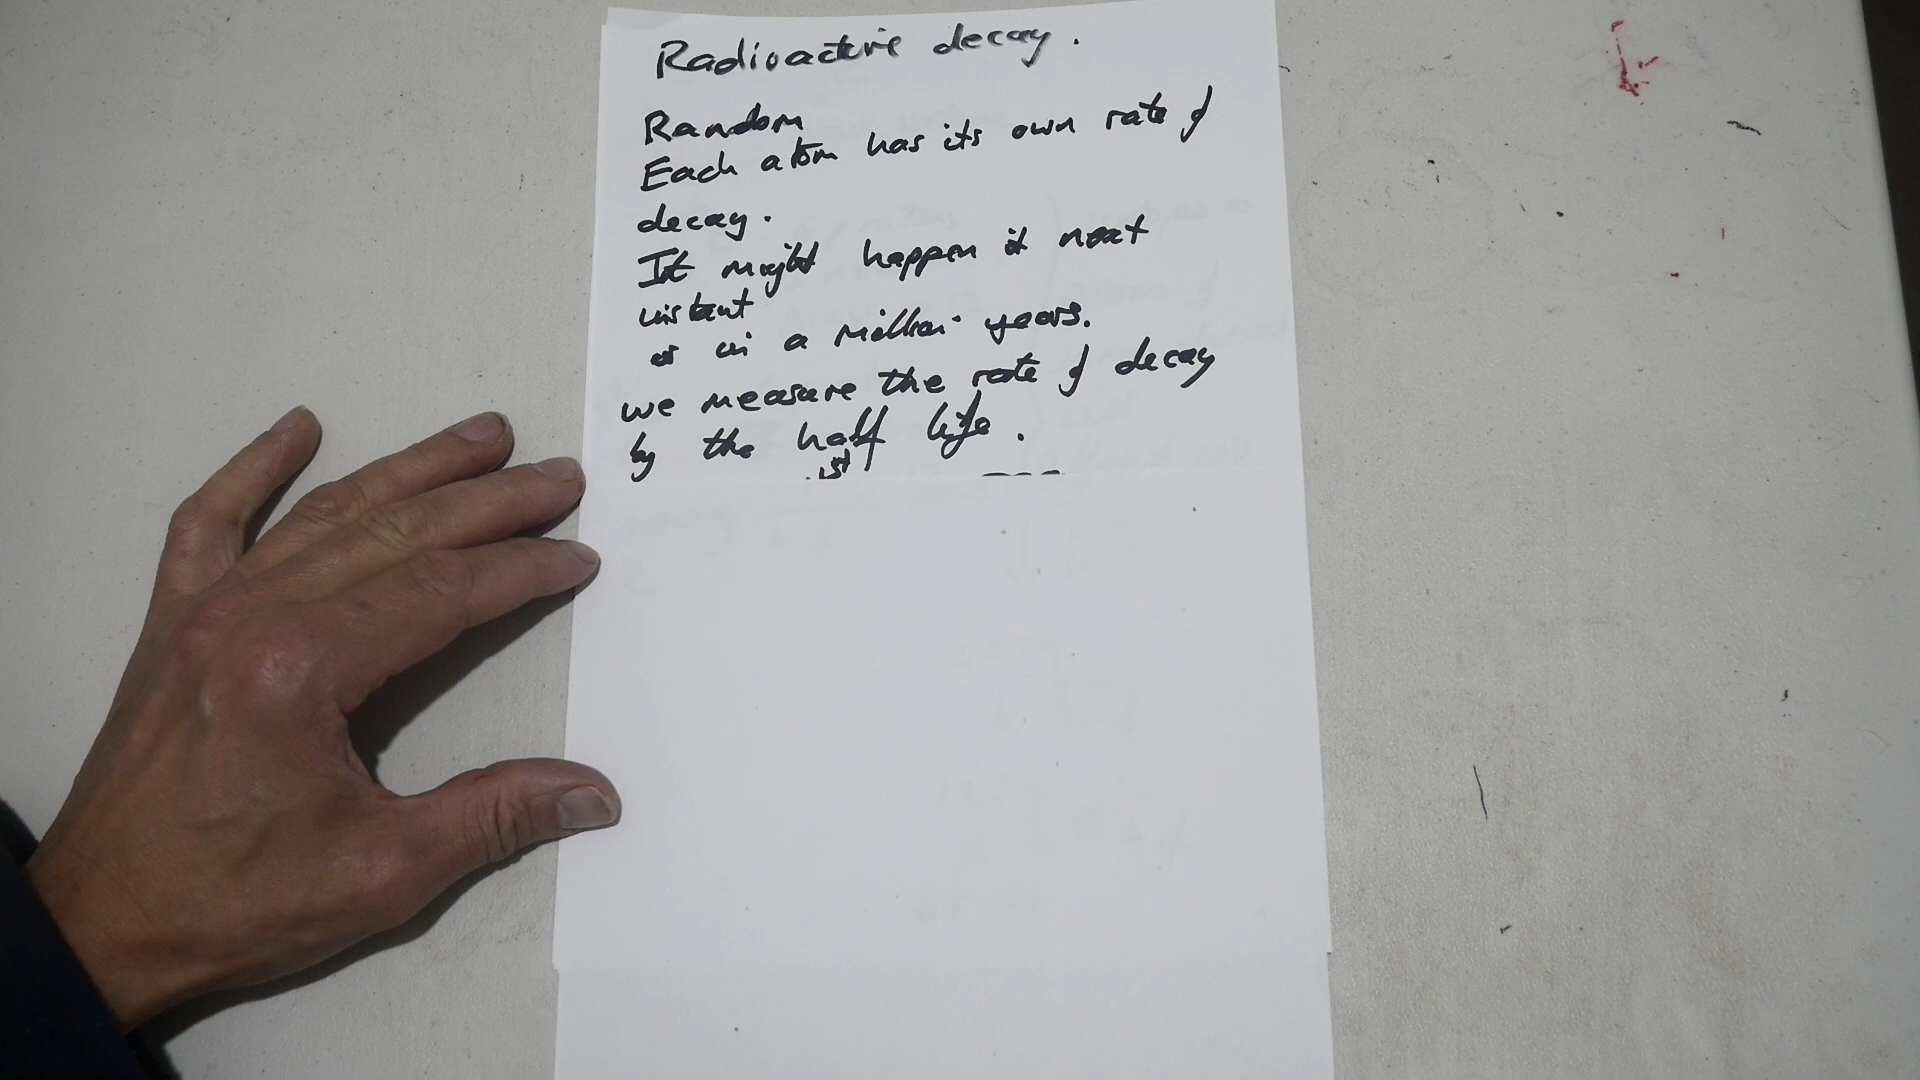 Radioactive decay.
Random
Each atom has its own rate of
decay.
It might happen it next
instant
or in a million years.
we measure the rate of decay
by the half life.